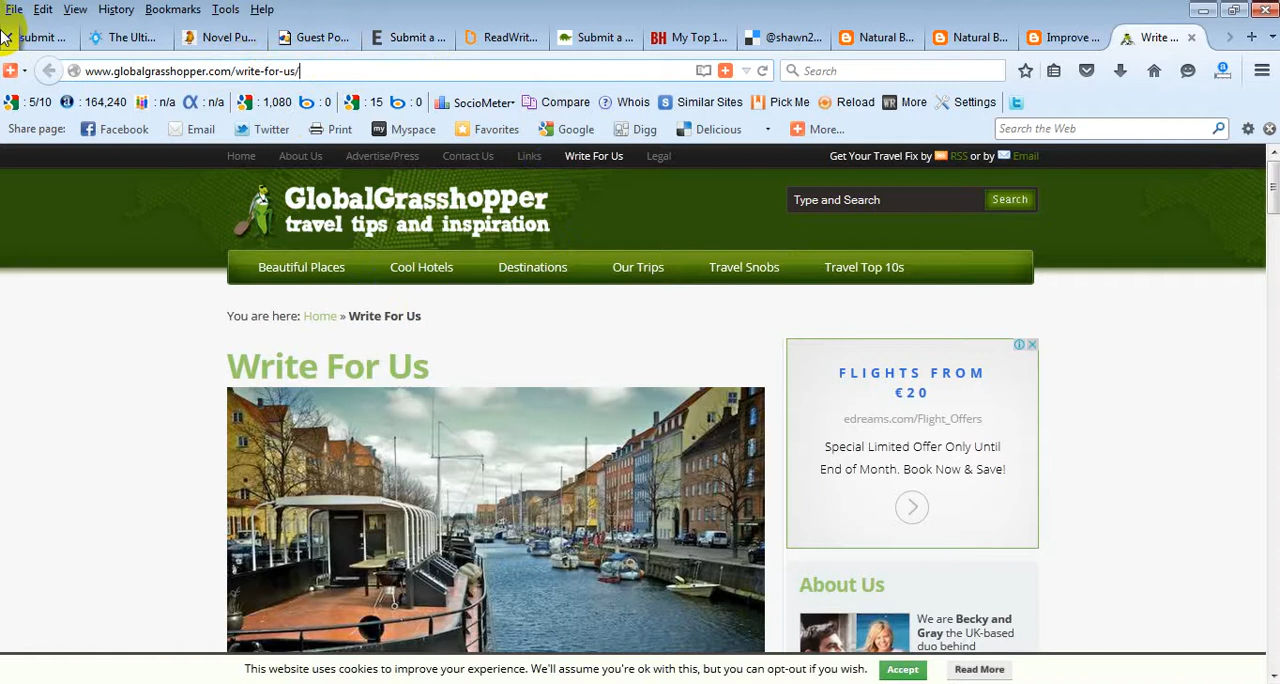 File Edit View History Bookmarks Tools Help
submit ... The Ulti... Novel Pu... Guest Po... Submit a ... ReadWrit... Submit a ... BH My Top 1... @shawn2... Natural B... Natural B... Improve ... Write ...
www.globalgrasshopper.com/write-for-us/ Search
: 5/10 : 164,240 : n/a : n/a : 1,080 : 0 : 15 : 0 SocioMeter Compare Whois Similar Sites Pick Me Reload WR More Settings
Share page: Facebook Email Twitter Print my Myspace Favorites Google Digg Delicious More... Search the Web
Home About Us Advertise/Press Contact Us Links Write For Us Legal Get Your Travel Fix by RSS or by Email
GlobalGrasshopper
travel tips and inspiration
Type and Search Search
Beautiful Places Cool Hotels Destinations Our Trips Travel Snobs Travel Top 10s
You are here: Home » Write For Us
Write For Us
FLIGHTS FROM
€20
edreams.com/Flight_Offers
Special Limited Offer Only Until
End of Month. Book Now & Save!
About Us
We are Becky and
Gray the UK-based
duo behind
This website uses cookies to improve your experience. We'll assume you're ok with this, but you can opt-out if you wish. Accept Read More